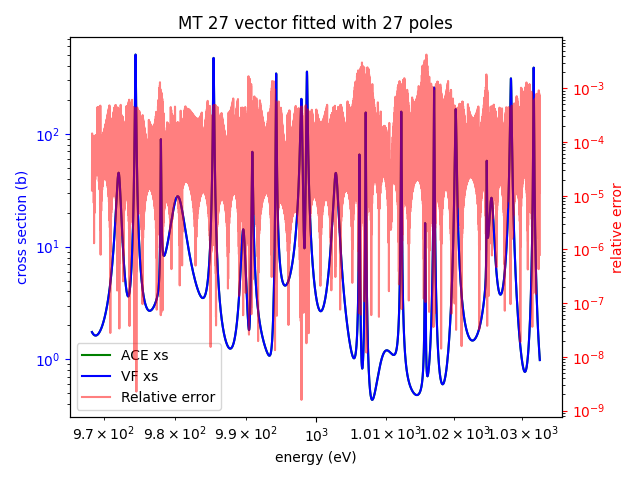 MT 27 vector fitted with 27 poles
10²
10¹
10⁰
cross section (b)
10⁻³
10⁻⁴
10⁻⁵
10⁻⁶
10⁻⁷
10⁻⁸
10⁻⁹
relative error
ACE xs
VF xs
Relative error
9.7 × 10² 9.8 × 10² 9.9 × 10² 10³ 1.01 × 10³ 1.02 × 10³ 1.03 × 10³
energy (eV)